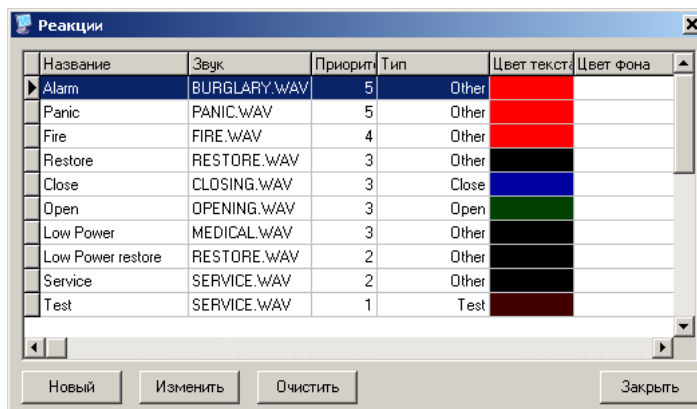 Реакции
Название Звук Приорит Тип Цвет текста Цвет фона
Alarm BURGLARY.WAV 5 Other
Panic PANIC.WAV 5 Other
Fire FIRE.WAV 4 Other
Restore RESTORE.WAV 3 Other
Close CLOSING.WAV 3 Close
Open OPENING.WAV 3 Open
Low Power MEDICAL.WAV 3 Other
Low Power restore RESTORE.WAV 2 Other
Service SERVICE.WAV 2 Other
Test SERVICE.WAV 1 Test
Новый Изменить Очистить Закрыть